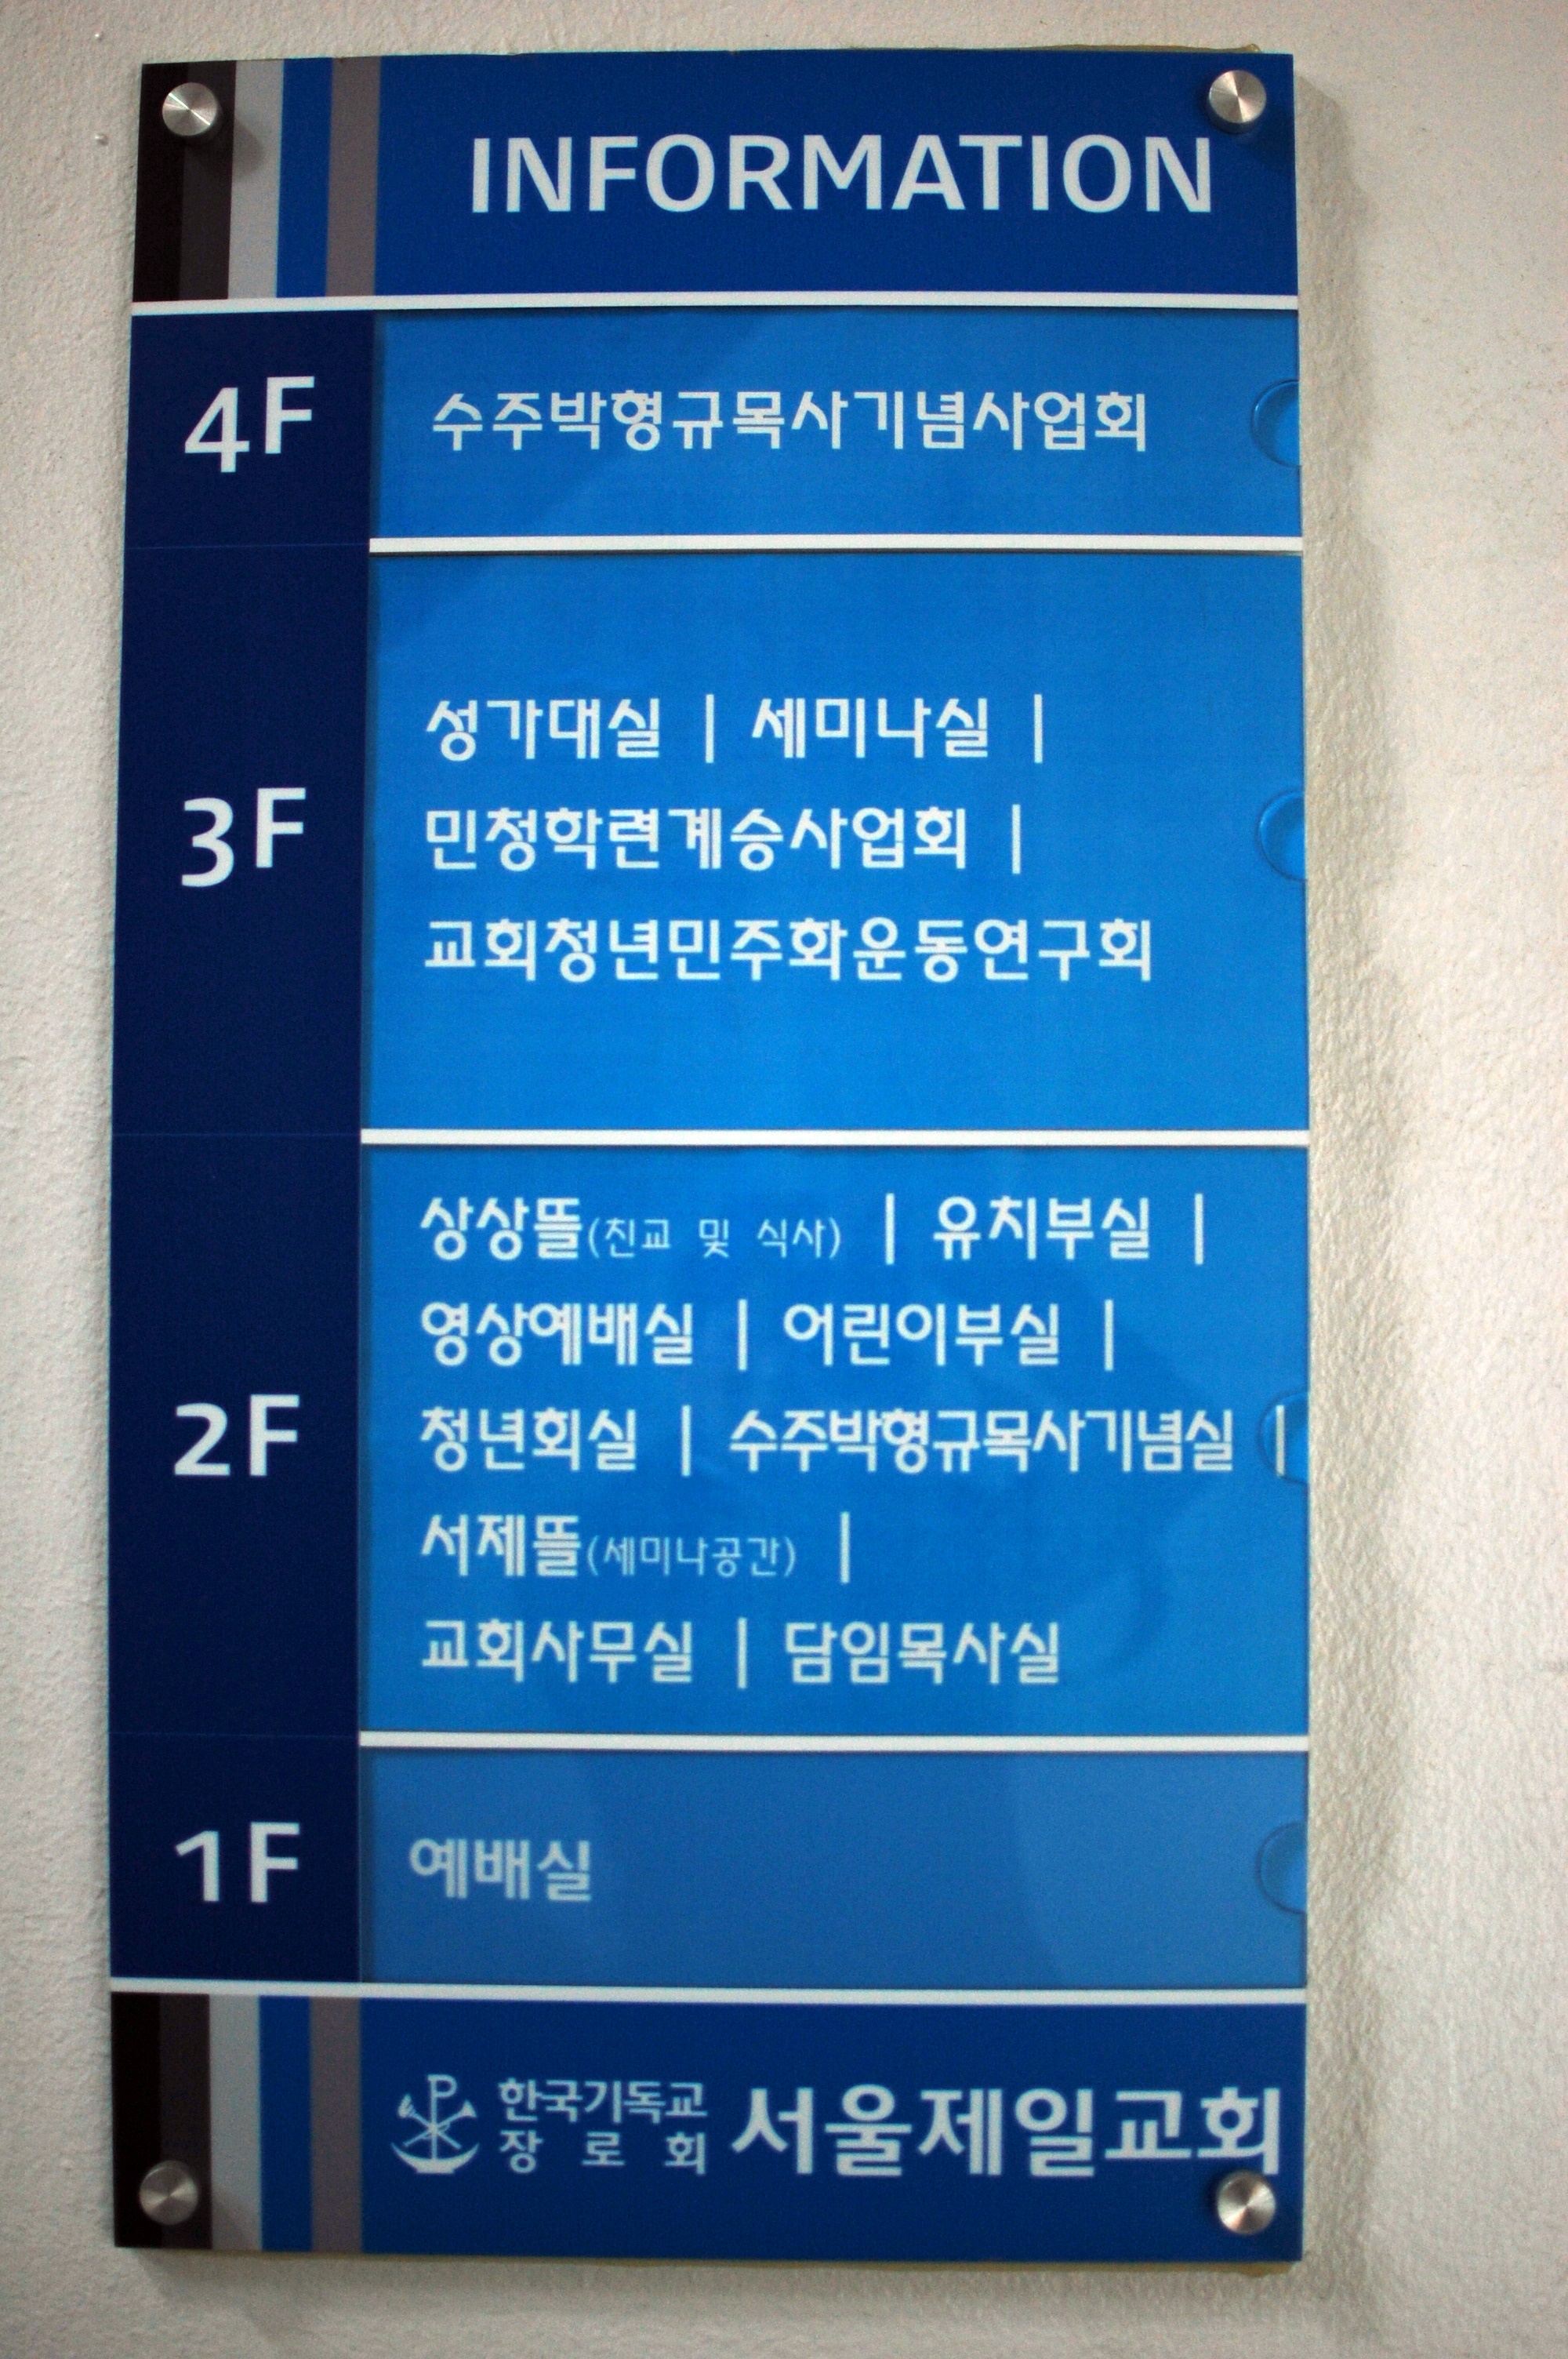 INFORMATION
4F
수주박형규목사기념사업회
3F
성가대실 | 세미나실 |
민청학련계승사업회 |
교회청년민주화운동연구회
2F
상상뜰(친교 및 식사) | 유치부실 |
영상예배실 | 어린이부실 |
청년회실 | 수주박형규목사기념실 |
서제뜰(세미나공간) |
교회사무실 | 담임목사실
1F
예배실
한국기독교
장로회
서울제일교회